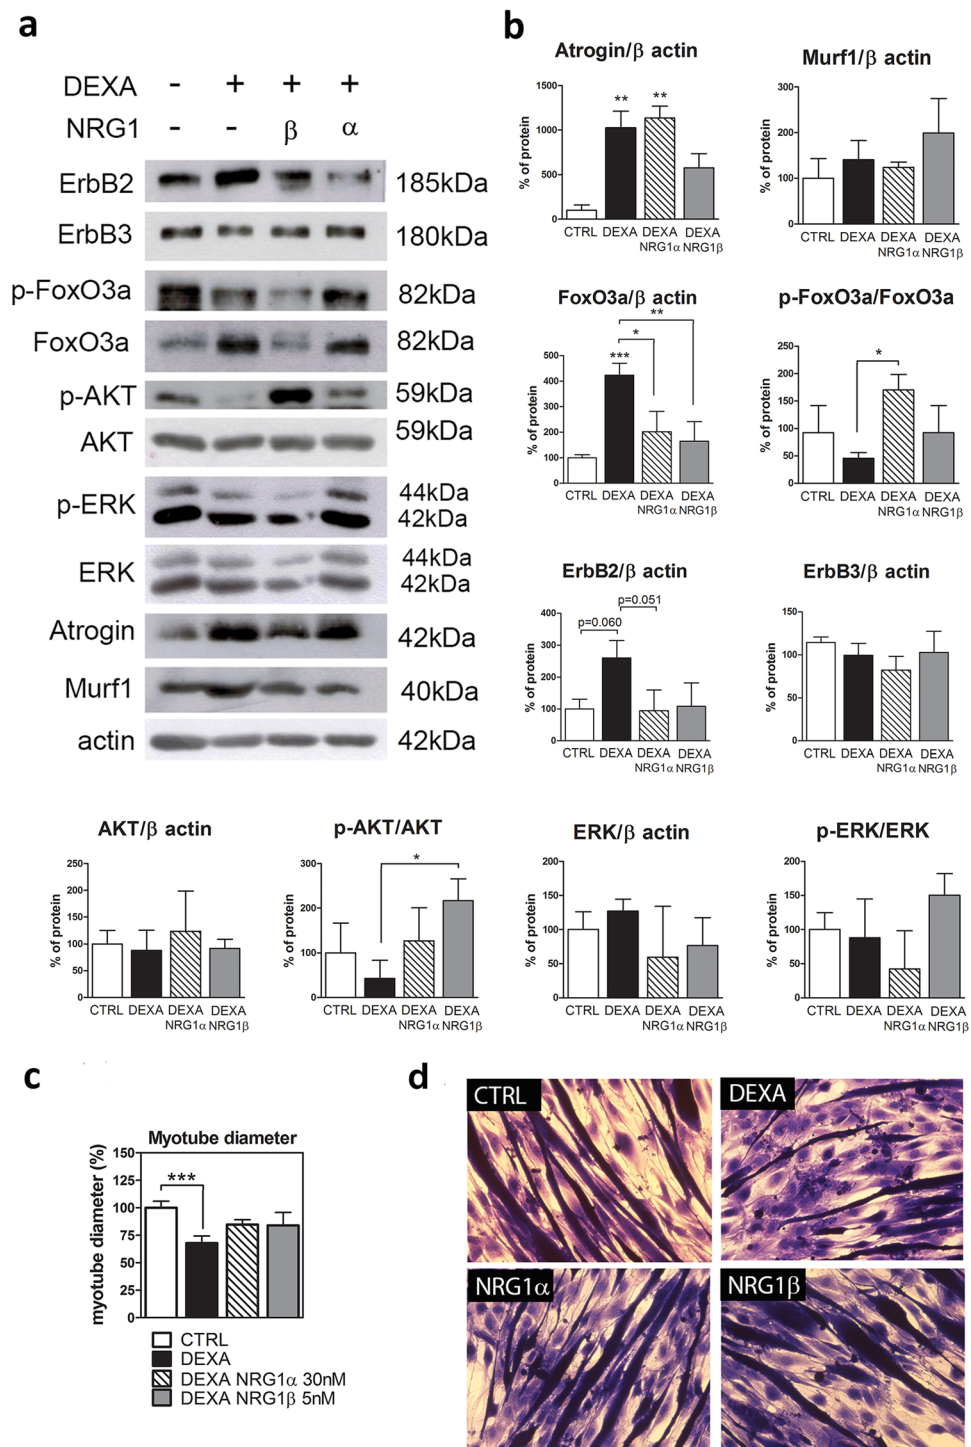 a
DEXA - + + +
NRG1 - - β α
ErbB2 185kDa
ErbB3 180kDa
p-FoxO3a 82kDa
FoxO3a 82kDa
p-AKT 59kDa
AKT 59kDa
p-ERK 44kDa
42kDa
ERK 44kDa
42kDa
Atrogin 42kDa
Murf1 40kDa
actin 42kDa
b
Atrogin/β actin
% of protein
1500
1000
500
0
** **
CTRL DEXA DEXA DEXA
NRG1α NRG1β
Murf1/β actin
% of protein
300
200
100
0
CTRL DEXA DEXA DEXA
NRG1α NRG1β
FoxO3a/β actin
% of protein
500
400
300
200
100
0
**
*
***
CTRL DEXA DEXA DEXA
NRG1α NRG1β
p-FoxO3a/FoxO3a
% of protein
250
200
150
100
50
0
*
CTRL DEXA DEXA DEXA
NRG1α NRG1β
ErbB2/β actin
% of protein
400
300
200
100
0
p=0.051
p=0.060
CTRL DEXA DEXA DEXA
NRG1α NRG1β
ErbB3/β actin
% of protein
150
100
50
0
CTRL DEXA DEXA DEXA
NRG1α NRG1β
AKT/β actin
% of protein
250
200
150
100
50
0
CTRL DEXA DEXA DEXA
NRG1α NRG1β
p-AKT/AKT
% of protein
300
200
100
0
*
CTRL DEXA DEXA DEXA
NRG1α NRG1β
ERK/β actin
% of protein
200
150
100
50
0
CTRL DEXA DEXA DEXA
NRG1α NRG1β
p-ERK/ERK
% of protein
200
150
100
50
0
CTRL DEXA DEXA DEXA
NRG1α NRG1β
c
Myotube diameter
myotube diameter (%)
150
125
100
75
50
25
0
***
CTRL
DEXA
DEXA NRG1α 30nM
DEXA NRG1β 5nM
d
CTRL
DEXA
NRG1α
NRG1β